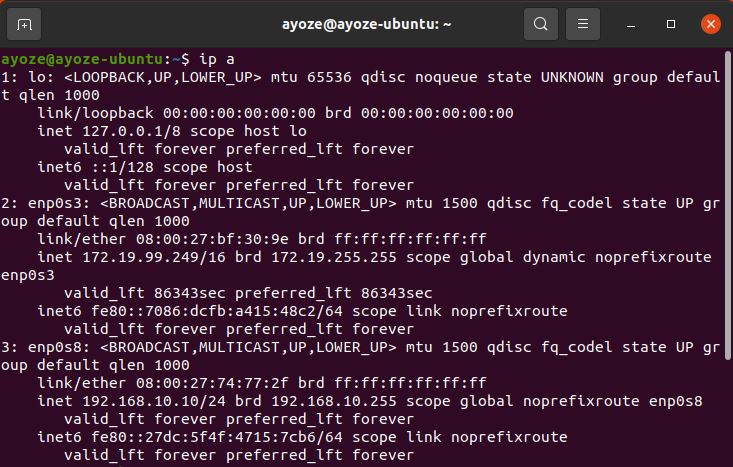 ayoze@ayoze-ubuntu: ~
ayoze@ayoze-ubuntu:~$ ip a
1: lo: <LOOPBACK,UP,LOWER_UP> mtu 65536 qdisc noqueue state UNKNOWN group defaul
t qlen 1000
    link/loopback 00:00:00:00:00:00 brd 00:00:00:00:00:00
    inet 127.0.0.1/8 scope host lo
       valid_lft forever preferred_lft forever
    inet6 ::1/128 scope host
       valid_lft forever preferred_lft forever
2: enp0s3: <BROADCAST,MULTICAST,UP,LOWER_UP> mtu 1500 qdisc fq_codel state UP gr
oup default qlen 1000
    link/ether 08:00:27:bf:30:9e brd ff:ff:ff:ff:ff:ff
    inet 172.19.99.249/16 brd 172.19.255.255 scope global dynamic noprefixroute
enp0s3
       valid_lft 86343sec preferred_lft 86343sec
    inet6 fe80::7086:dcfb:a415:48c2/64 scope link noprefixroute
       valid_lft forever preferred_lft forever
3: enp0s8: <BROADCAST,MULTICAST,UP,LOWER_UP> mtu 1500 qdisc fq_codel state UP gr
oup default qlen 1000
    link/ether 08:00:27:74:77:2f brd ff:ff:ff:ff:ff:ff
    inet 192.168.10.10/24 brd 192.168.10.255 scope global noprefixroute enp0s8
       valid_lft forever preferred_lft forever
    inet6 fe80::27dc:5f4f:4715:7cb6/64 scope link noprefixroute
       valid_lft forever preferred_lft forever